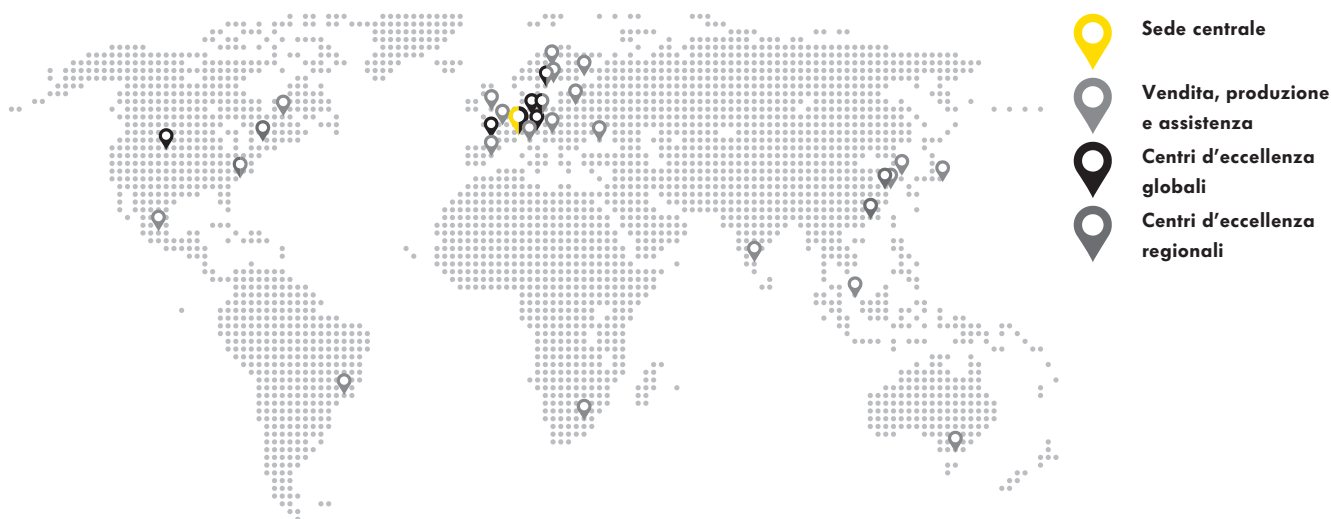 Sede centrale
Vendita, produzione
e assistenza
Centri d’eccellenza
globali
Centri d’eccellenza
regionali